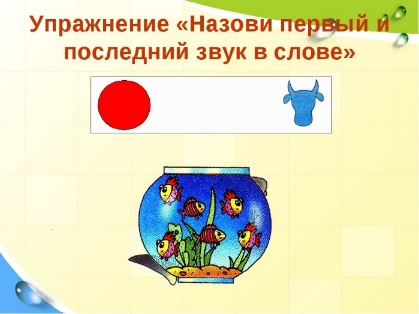 Упражнение «Назови первый и
последний звук в слове»